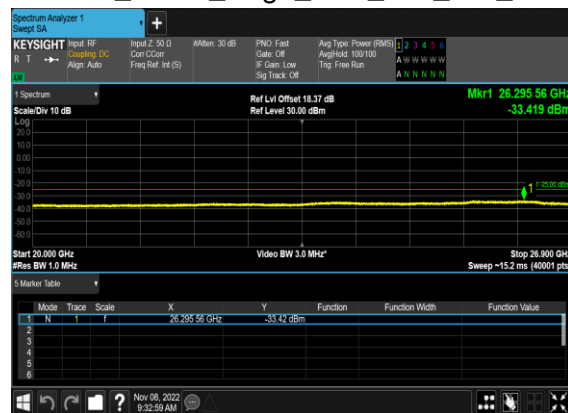 Spectrum Analyzer 1
Swept SA
+
KEYSIGHT Input: RF Input Z: 50 Ω #Atten: 30 dB PNO: Fast Avg Type: Power (RMS) 1 2 3 4 5 6
R T Coupling: DC Corr CCorr Gate: Off Avg|Hold: 100/100 A W W W W W
Align: Auto Freq Ref: Int (S) IF Gain: Low Trig: Free Run
Sig Track: Off A N N N N N
1 Spectrum Ref Lvl Offset 18.37 dB Mkr1 26.295 56 GHz
Scale/Div 10 dB Ref Level 30.00 dBm -33.419 dBm
Log
20.0
10.0
0.00
-10.0
-20.0
1 -25.00 dBm
-30.0
-40.0
-50.0
-60.0
Start 20.000 GHz Video BW 3.0 MHz* Stop 26.900 GHz
#Res BW 1.0 MHz Sweep ~15.2 ms (40001 pts)
5 Marker Table
Mode Trace Scale X Y Function Function Width Function Value
1 N 1 f 26.295 56 GHz -33.42 dBm
2
3
4
5
6
? Nov 08, 2022
9:32:59 AM